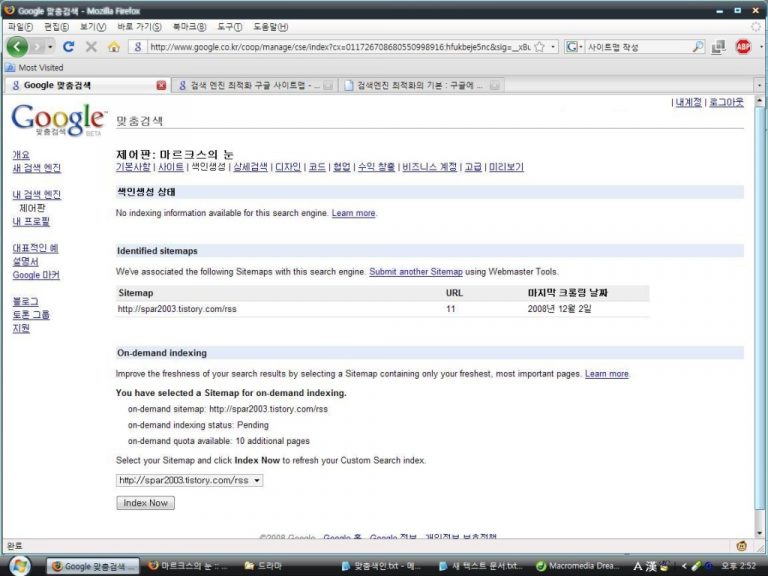 Google 맞춤검색 - Mozilla Firefox
파일(F) 편집(E) 보기(V) 바로 가기(S) 북마크(B) 도구(T) 도움말(H)
http://www.google.co.kr/coop/manage/cse/index?cx=011726708680550998916:hfukbeje5nc&sig=__xBu
사이트맵 작성
ABP
Most Visited
Google 맞춤검색
검색 엔진 최적화 구글 사이트맵 - ...
검색엔진 최적화의 기본 : 구글에 ...
| 내계정 | 로그아웃
Google™ 맞춤검색 BETA
맞춤검색
제어판: 마르크스의 눈
기본사항 | 사이트 | 색인생성 | 상세검색 | 디자인 | 코드 | 협업 | 수익 창출 | 비즈니스 계정 | 고급 | 미리보기
개요
새 검색 엔진
내 검색 엔진
제어판
내 프로필
대표적인 예
설명서
Google 마커
블로그
토론 그룹
지원
색인생성 상태
No indexing information available for this search engine. Learn more.
Identified sitemaps
We've associated the following Sitemaps with this search engine. Submit another Sitemap using Webmaster Tools.
Sitemap URL 마지막 크롤링 날짜
http://spar2003.tistory.com/rss 11 2008년 12월 2일
On-demand indexing
Improve the freshness of your search results by selecting a Sitemap containing only your freshest, most important pages. Learn more.
You have selected a Sitemap for on-demand indexing.
on-demand sitemap: http://spar2003.tistory.com/rss
on-demand indexing status: Pending
on-demand quota available: 10 additional pages
Select your Sitemap and click Index Now to refresh your Custom Search index.
http://spar2003.tistory.com/rss
Index Now
©2008 Google - Google 홈 - Google 정보 - 개인정보 보호정책
완료
Google 맞춤검색 ...
마르크스의 눈 :: ...
드라마
맞춤색인.txt - 메...
새 텍스트 문서.txt...
Macromedia Drea...
A 漢
오후 2:52